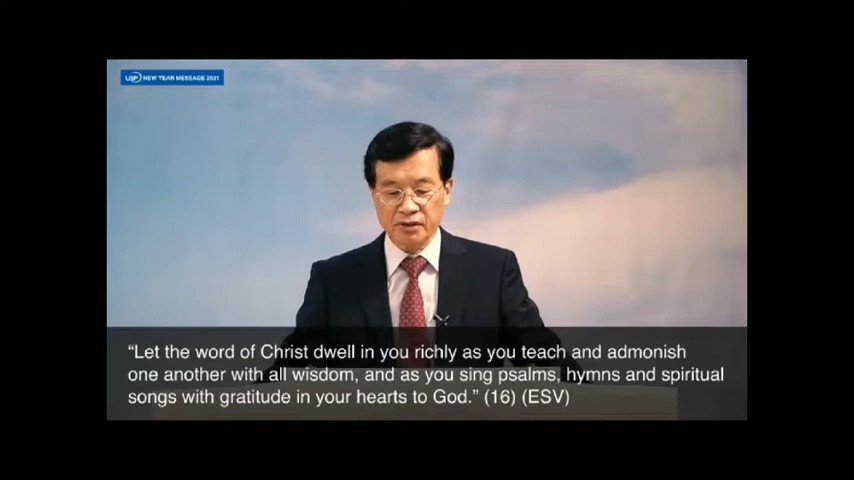 UBF NEW YEAR MESSAGE 2021
“Let the word of Christ dwell in you richly as you teach and admonish
one another with all wisdom, and as you sing psalms, hymns and spiritual
songs with gratitude in your hearts to God.” (16) (ESV)